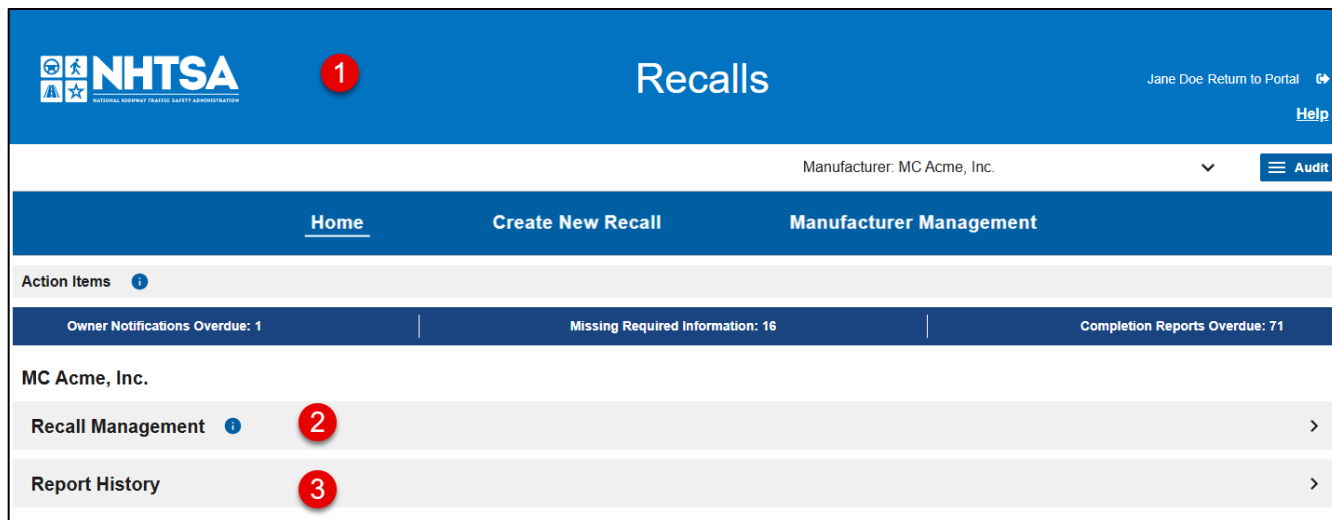 NHTSA
NATIONAL HIGHWAY TRAFFIC SAFETY ADMINISTRATION
1
Recalls
Jane Doe Return to Portal
Help
Manufacturer: MC Acme, Inc.
Audit
Home Create New Recall Manufacturer Management
Action Items i
Owner Notifications Overdue: 1 Missing Required Information: 16 Completion Reports Overdue: 71
MC Acme, Inc.
Recall Management i 2
Report History 3